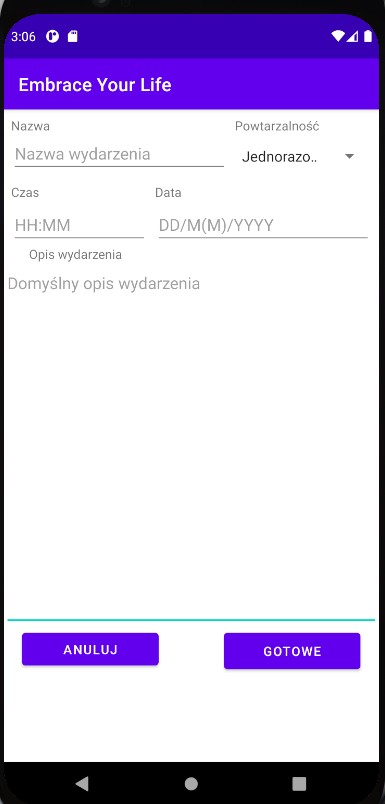 3:06
Embrace Your Life
Nazwa Powtarzalność
Nazwa wydarzenia Jednorazo..
Czas Data
HH:MM DD/M(M)/YYYY
Opis wydarzenia
Domyślny opis wydarzenia
ANULUJ GOTOWE